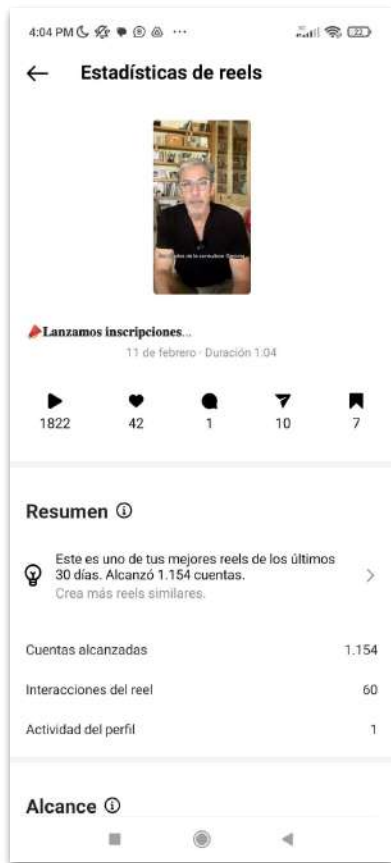 4:04 PM
22
Estadísticas de reels
Lanzamos inscripciones...
11 de febrero · Duración 1:04
1822
42
1
10
7
Resumen
Este es uno de tus mejores reels de los últimos
30 días. Alcanzó 1.154 cuentas.
Crea más reels similares.
Cuentas alcanzadas 1.154
Interacciones del reel 60
Actividad del perfil 1
Alcance